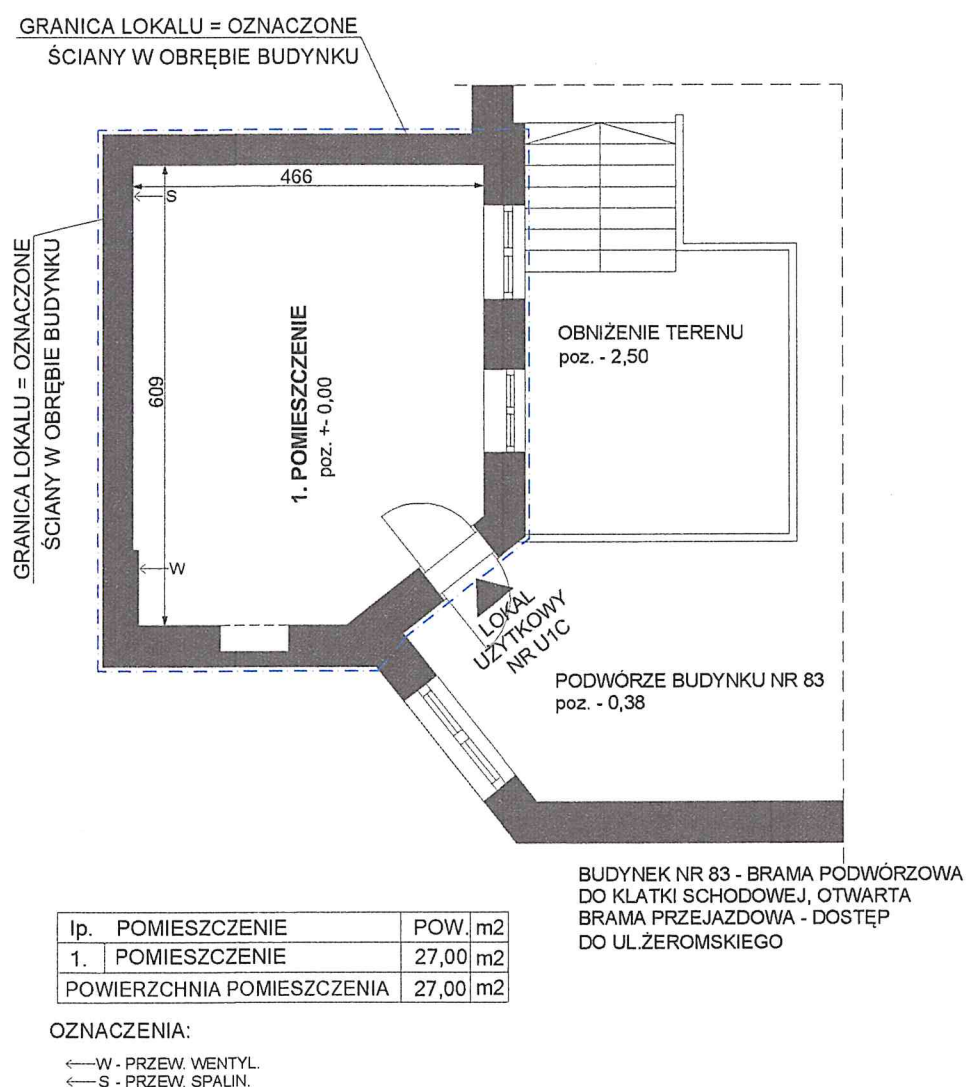 GRANICA LOKALU = OZNACZONE
ŚCIANY W OBRĘBIE BUDYNKU
GRANICA LOKALU = OZNACZONE
ŚCIANY W OBRĘBIE BUDYNKU
466
S
609
1. POMIESZCZENIE
poz. +- 0,00
W
OBNIŻENIE TERENU
poz. - 2,50
LOKAL
UŻYTKOWY
NR U1C
PODWÓRZE BUDYNKU NR 83
poz. - 0,38
BUDYNEK NR 83 - BRAMA PODWÓRZOWA
DO KLATKI SCHODOWEJ, OTWARTA
BRAMA PRZEJAZDOWA - DOSTĘP
DO UL.ŻEROMSKIEGO
lp. POMIESZCZENIE POW. m2
1. POMIESZCZENIE 27,00 m2
POWIERZCHNIA POMIESZCZENIA 27,00 m2
OZNACZENIA:
←W - PRZEW. WENTYL.
←S - PRZEW. SPALIN.